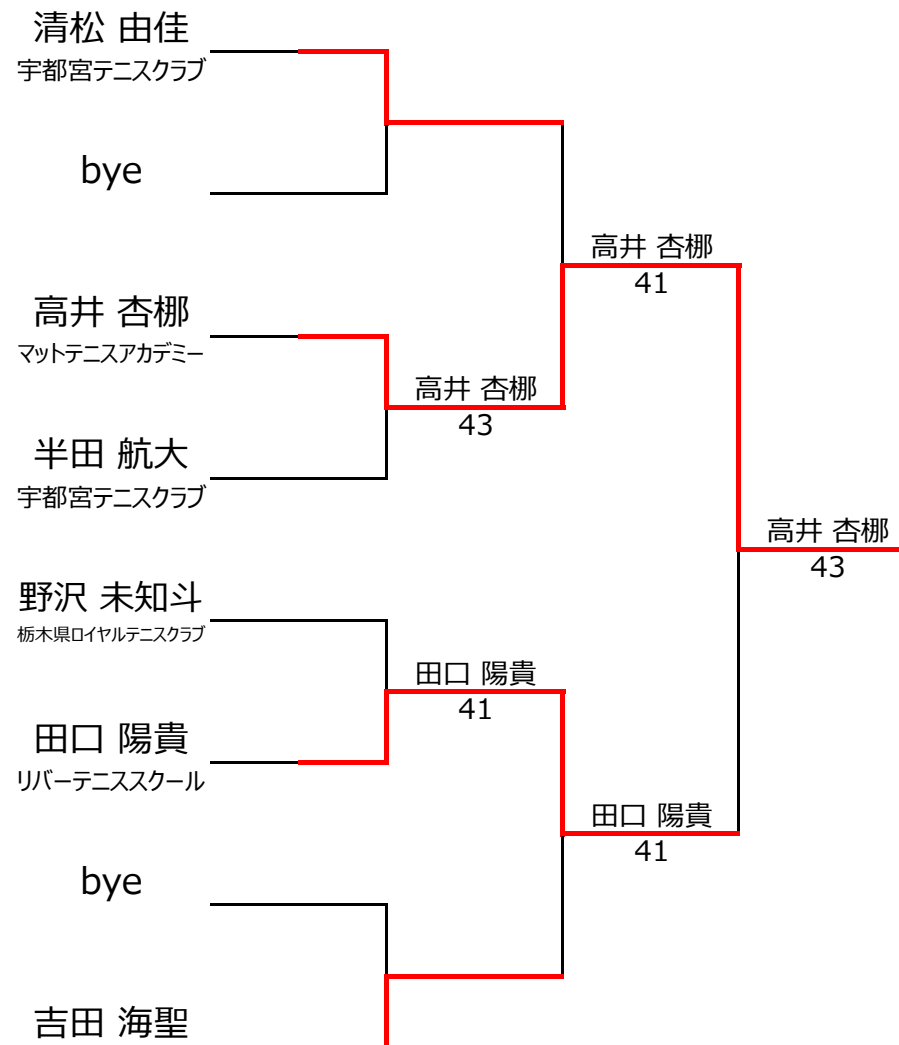 清松 由佳
宇都宮テニスクラブ
bye
高井 杏梛
マットテニスアカデミー
半田 航大
宇都宮テニスクラブ
野沢 未知斗
栃木県ロイヤルテニスクラブ
田口 陽貴
リバーテニススクール
bye
吉田 海聖
高井 杏梛
43
田口 陽貴
41
高井 杏梛
41
田口 陽貴
41
高井 杏梛
43